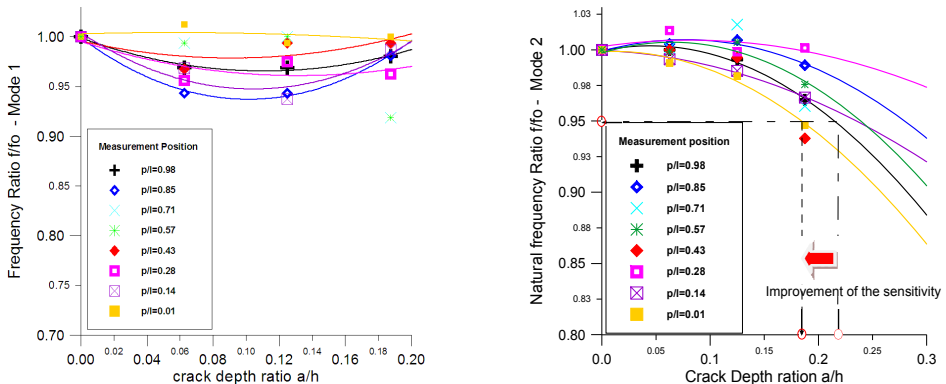 Frequency Ratio f/fo - Mode 1
1.00
0.95
0.90
0.85
0.80
0.75
0.70
Measurement Position
p/l=0.98
p/l=0.85
p/l=0.71
p/l=0.57
p/l=0.43
p/l=0.28
p/l=0.14
p/l=0.01
0.00 0.02 0.04 0.06 0.08 0.10 0.12 0.14 0.16 0.18 0.20
crack depth ratio a/h
Natural frequency Ratio f/fo - Mode 2
1.03
1.00
0.98
0.95
0.93
0.90
0.88
0.85
0.83
0.80
Measurement position
p/l=0.98
p/l=0.85
p/l=0.71
p/l=0.57
p/l=0.43
p/l=0.28
p/l=0.14
p/l=0.01
Improvement of the sensitivity
0.0 0.05 0.1 0.15 0.2 0.25 0.3
Crack Depth ration a/h